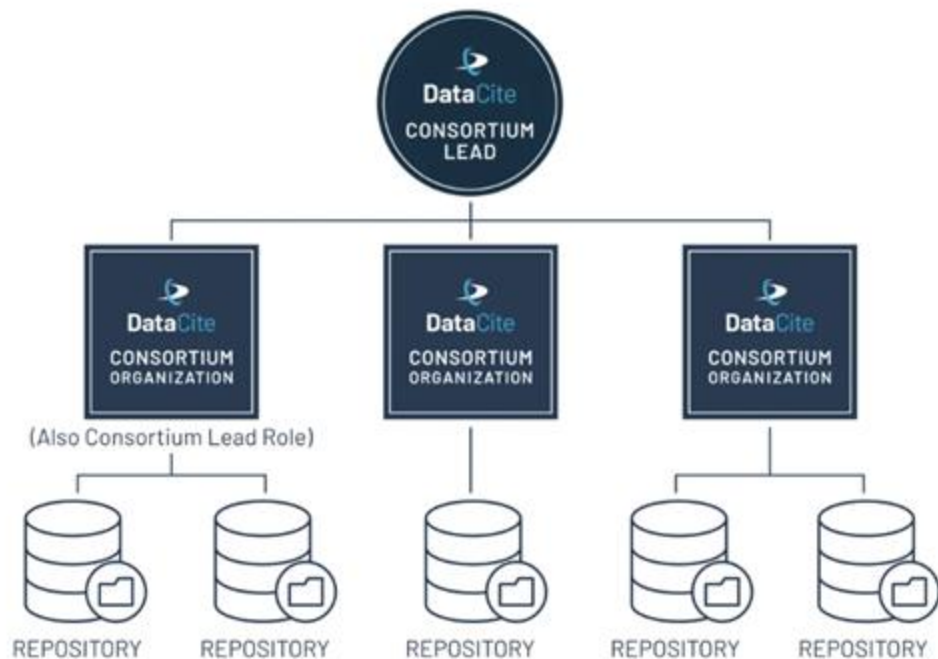 DataCite
CONSORTIUM
LEAD
DataCite
CONSORTIUM
ORGANIZATION
(Also Consortium Lead Role)
DataCite
CONSORTIUM
ORGANIZATION
DataCite
CONSORTIUM
ORGANIZATION
REPOSITORY
REPOSITORY
REPOSITORY
REPOSITORY
REPOSITORY